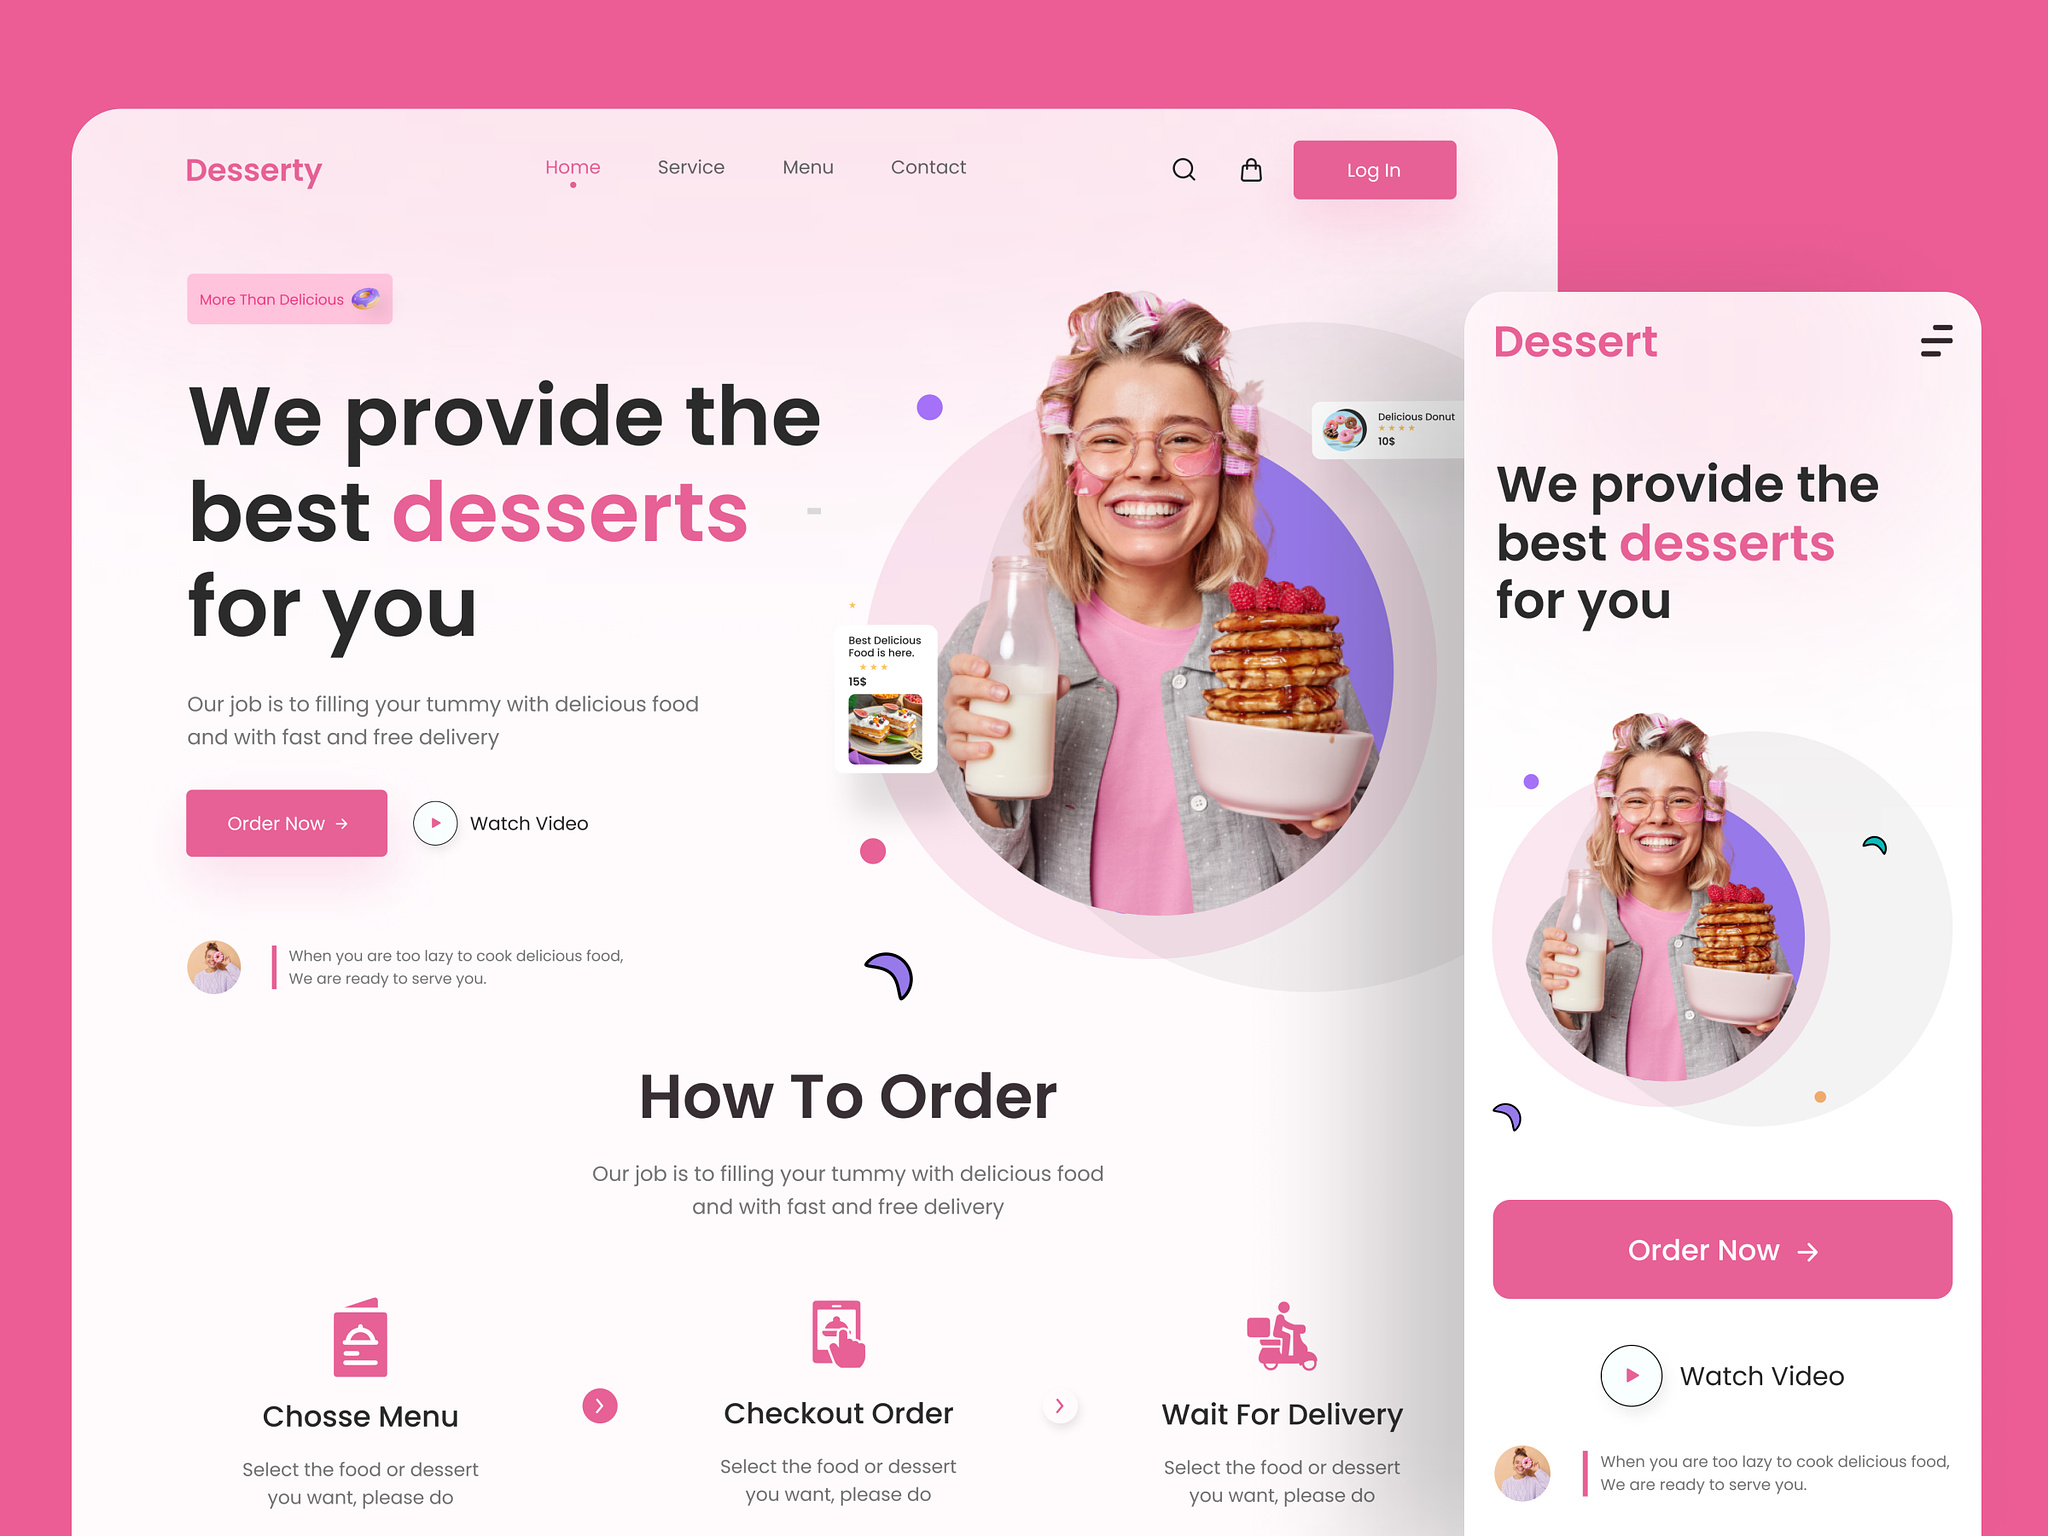 Desserty
Home
Service
Menu
Contact
Log In
More Than Delicious
We provide the
best desserts
for you
Our job is to filling your tummy with delicious food
and with fast and free delivery
Order Now
Watch Video
When you are too lazy to cook delicious food,
We are ready to serve you.
Delicious Donut
10$
Best Delicious
Food is here.
15$
How To Order
Our job is to filling your tummy with delicious food
and with fast and free delivery
Chosse Menu
Select the food or dessert
you want, please do
Checkout Order
Select the food or dessert
you want, please do
Wait For Delivery
Select the food or dessert
you want, please do
Dessert
We provide the
best desserts
for you
Order Now
Watch Video
When you are too lazy to cook delicious food,
We are ready to serve you.